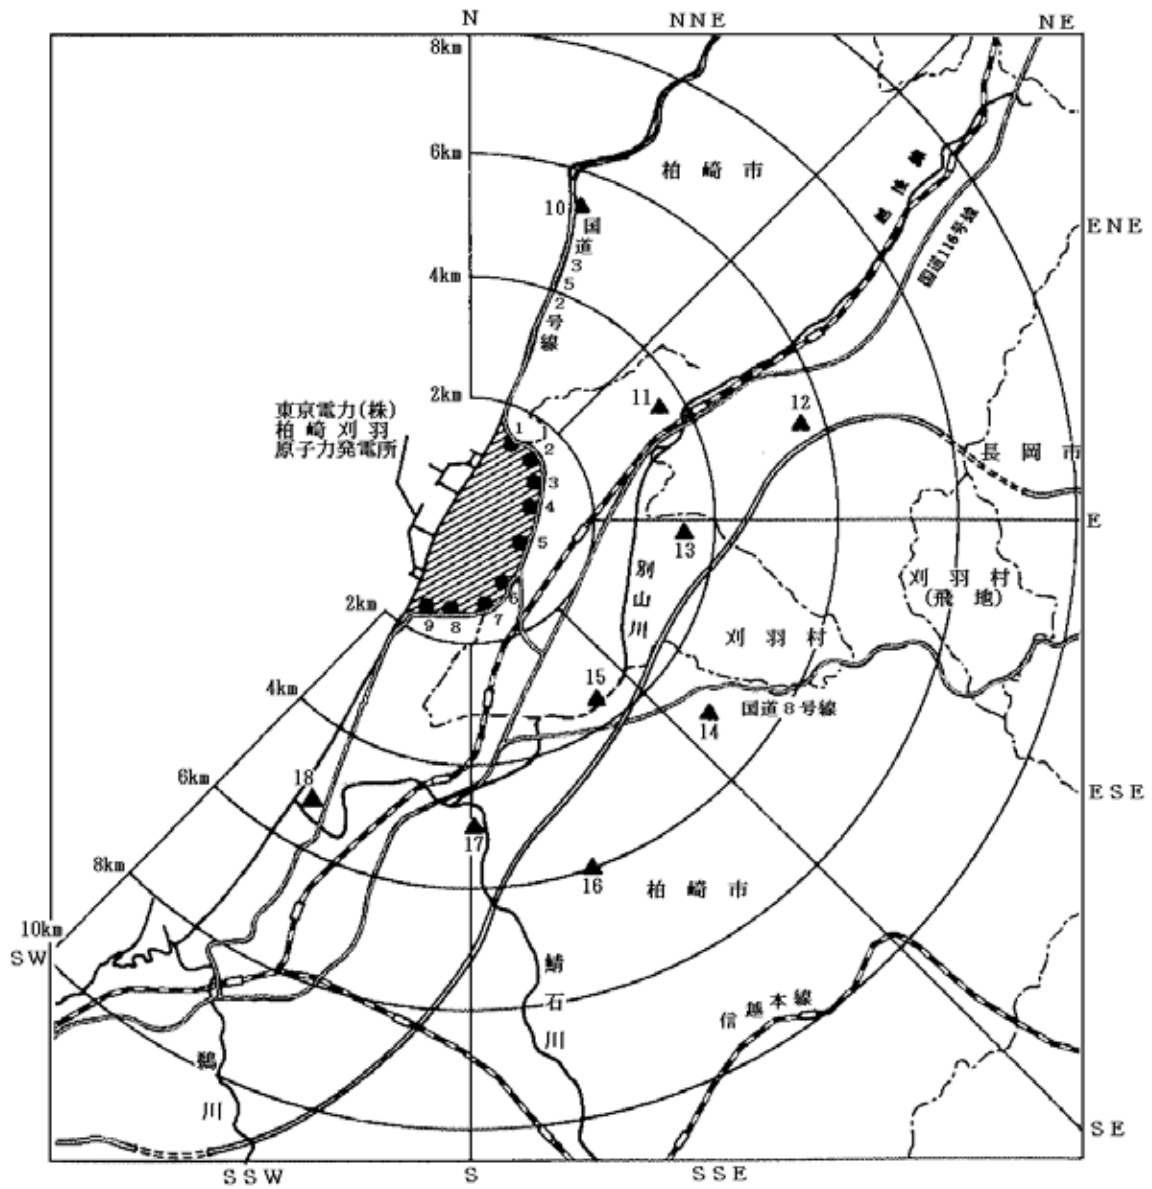 N
NNE
NE
8km
6km
柏崎市
越後線
10
国道352号線
国道116号線
ENE
4km
2km
11
12
東京電力(株)
柏崎刈羽
原子力発電所
1
2
3
4
5
6
7
8
9
長岡市
E
13
別山川
刈羽村
(飛地)
2km
刈羽村
15
14
国道8号線
4km
6km
18
ESE
17
8km
16
柏崎市
10km
SW
鯖石川
信越本線
鵜川
SE
SSW
S
SSE